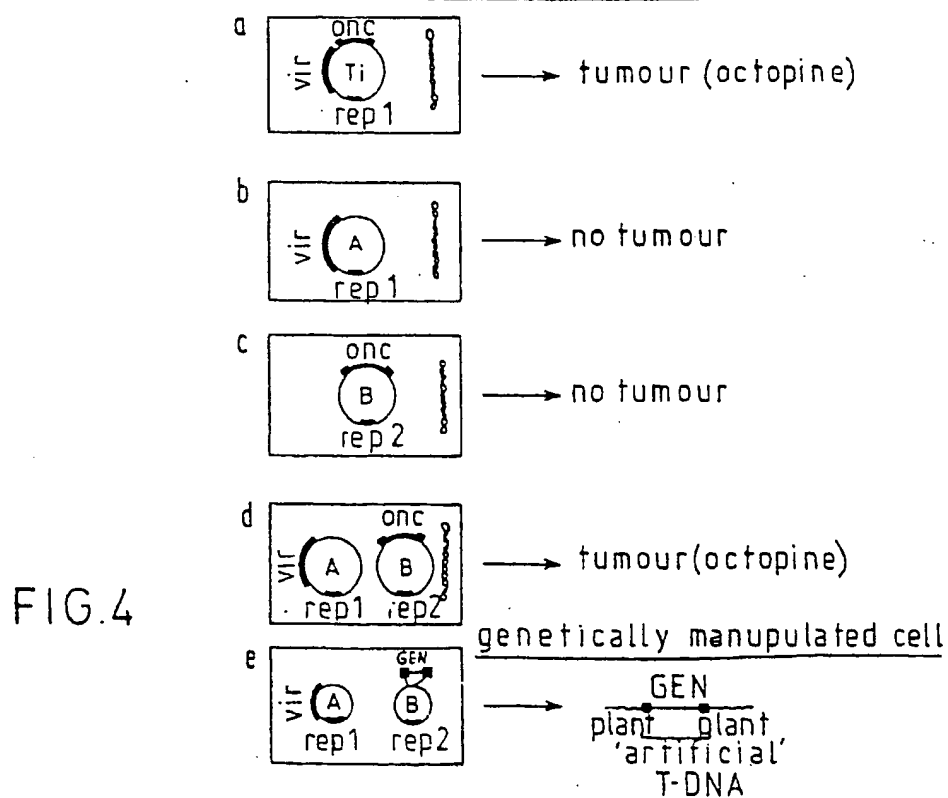 a
onc
vir
Ti
rep1
tumour (octopine)
b
vir
A
rep1
no tumour
c
onc
B
rep2
no tumour
d
onc
vir
A
B
rep1
rep2
tumour(octopine)
FIG.4
genetically manupulated cell
e
GEN
vir
A
B
rep1
rep2
GEN
plant plant
'artificial'
T-DNA